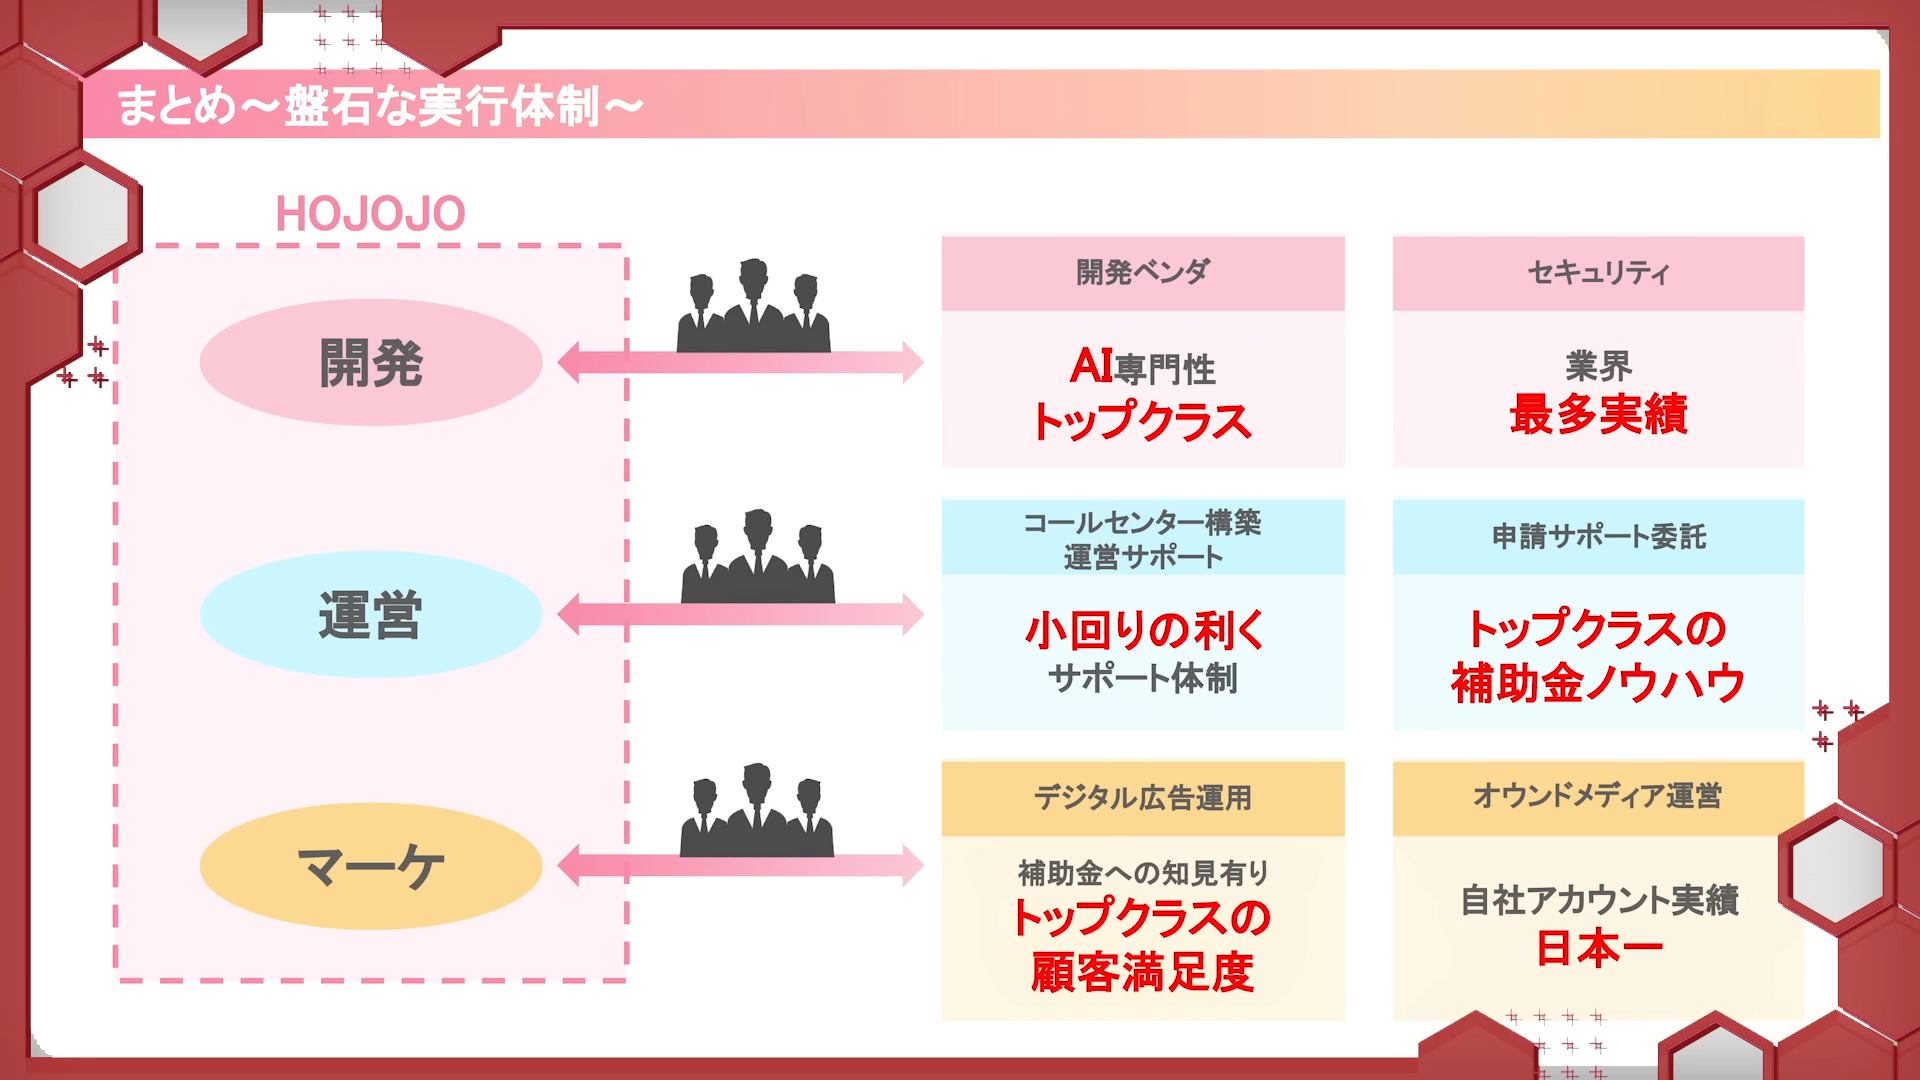 まとめ～盤石な実行体制～
HOJOJO
開発
運営
マーケ
開発ベンダ
AI専門性
トップクラス
セキュリティ
業界
最多実績
コールセンター構築
運営サポート
小回りの利く
サポート体制
申請サポート委託
トップクラスの
補助金ノウハウ
デジタル広告運用
補助金への知見有り
トップクラスの
顧客満足度
オウンドメディア運営
自社アカウント実績
日本一